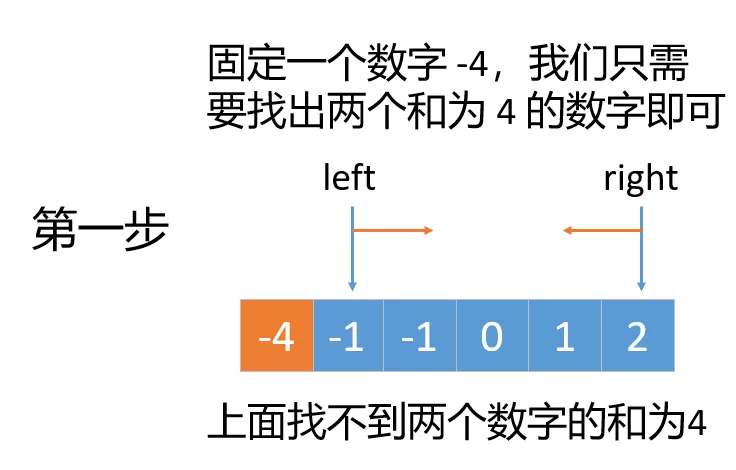 固定一个数字 -4，我们只需
要找出两个和为 4 的数字即可
left right
第一步
-4 -1 -1 0 1 2
上面找不到两个数字的和为4